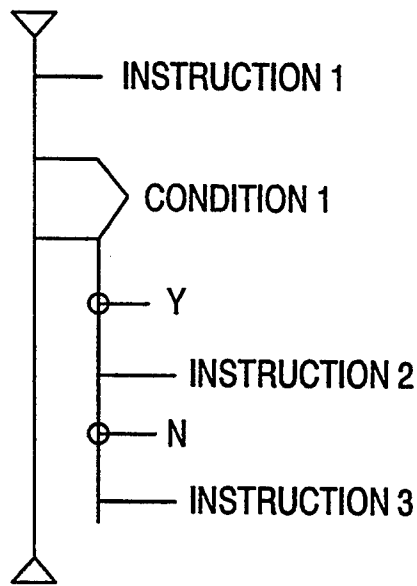 INSTRUCTION 1
CONDITION 1
Y
INSTRUCTION 2
N
INSTRUCTION 3